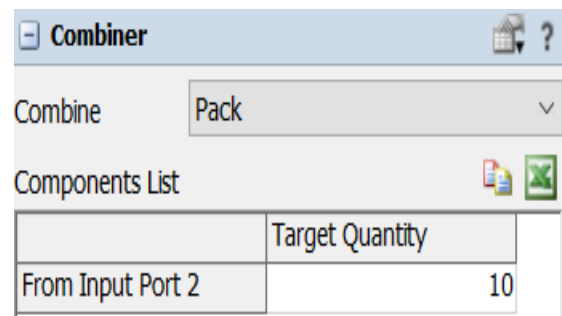 Combiner ?
Combine Pack
Components List
Target Quantity
From Input Port 2 10